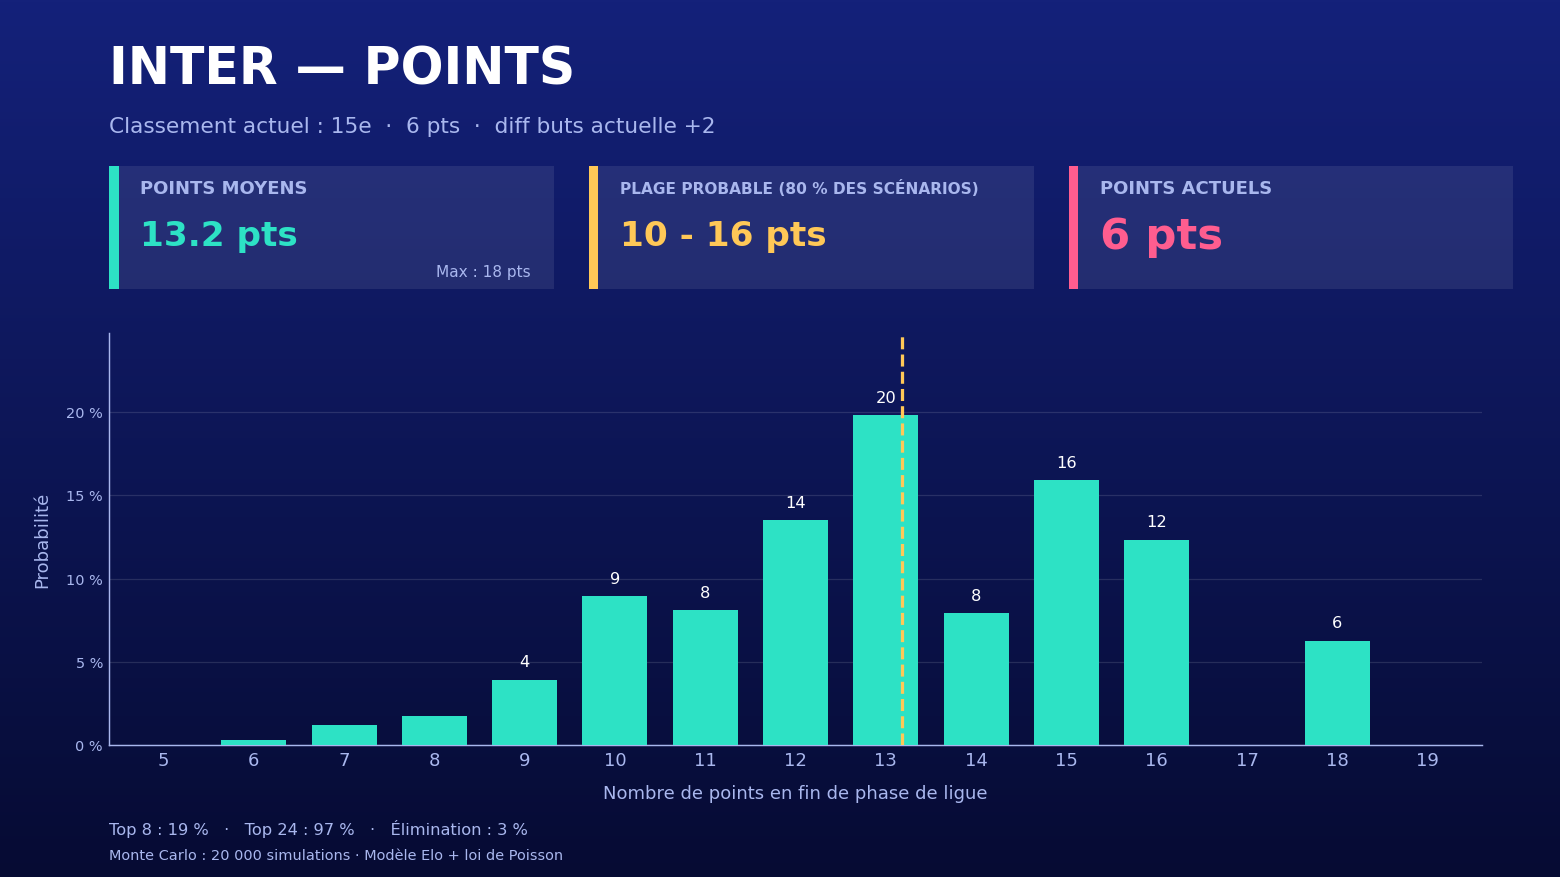 INTER — POINTS
Classement actuel : 15e · 6 pts · diff buts actuelle +2
POINTS MOYENS
13.2 pts
Max : 18 pts
PLAGE PROBABLE (80 % DES SCÉNARIOS)
10 - 16 pts
POINTS ACTUELS
6 pts
Probabilité
20 %
15 %
10 %
5 %
0 %
4
9
8
14
20
8
16
12
6
5 6 7 8 9 10 11 12 13 14 15 16 17 18 19
Nombre de points en fin de phase de ligue
Top 8 : 19 % · Top 24 : 97 % · Élimination : 3 %
Monte Carlo : 20 000 simulations · Modèle Elo + loi de Poisson